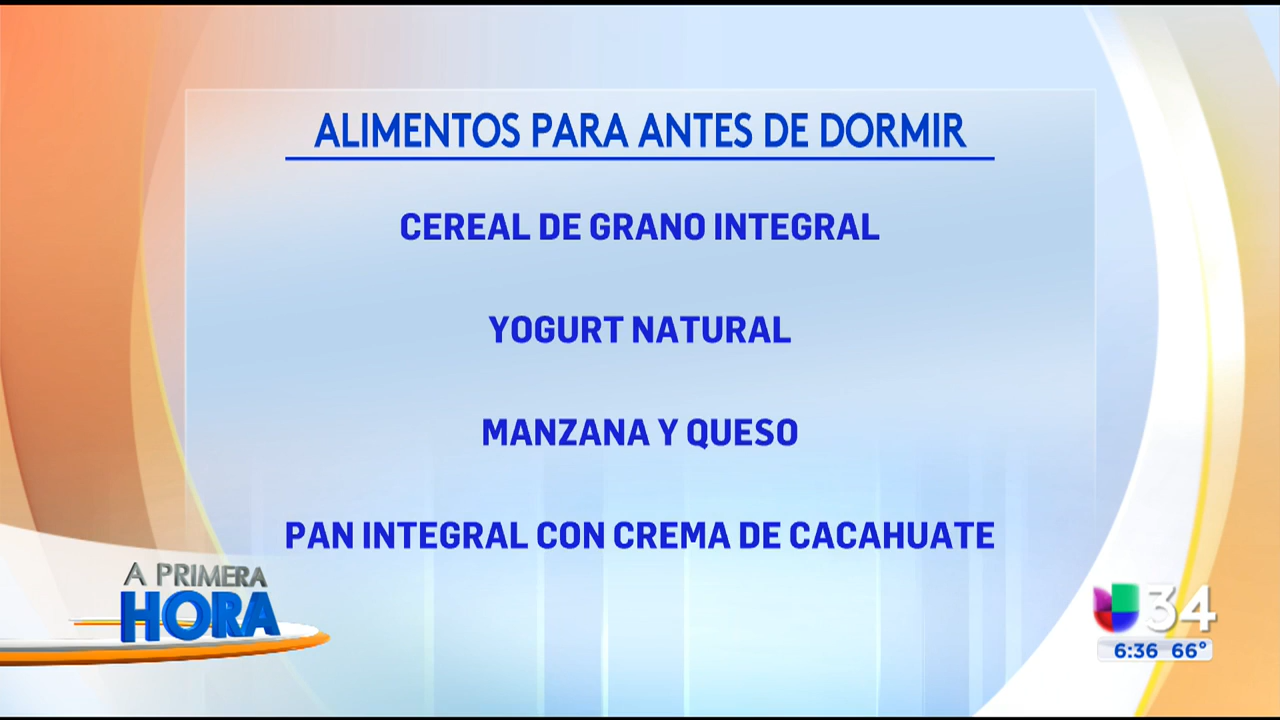 ALIMENTOS PARA ANTES DE DORMIR
CEREAL DE GRANO INTEGRAL
YOGURT NATURAL
MANZANA Y QUESO
PAN INTEGRAL CON CREMA DE CACAHUATE
A PRIMERA
HORA
34
6:36 66°